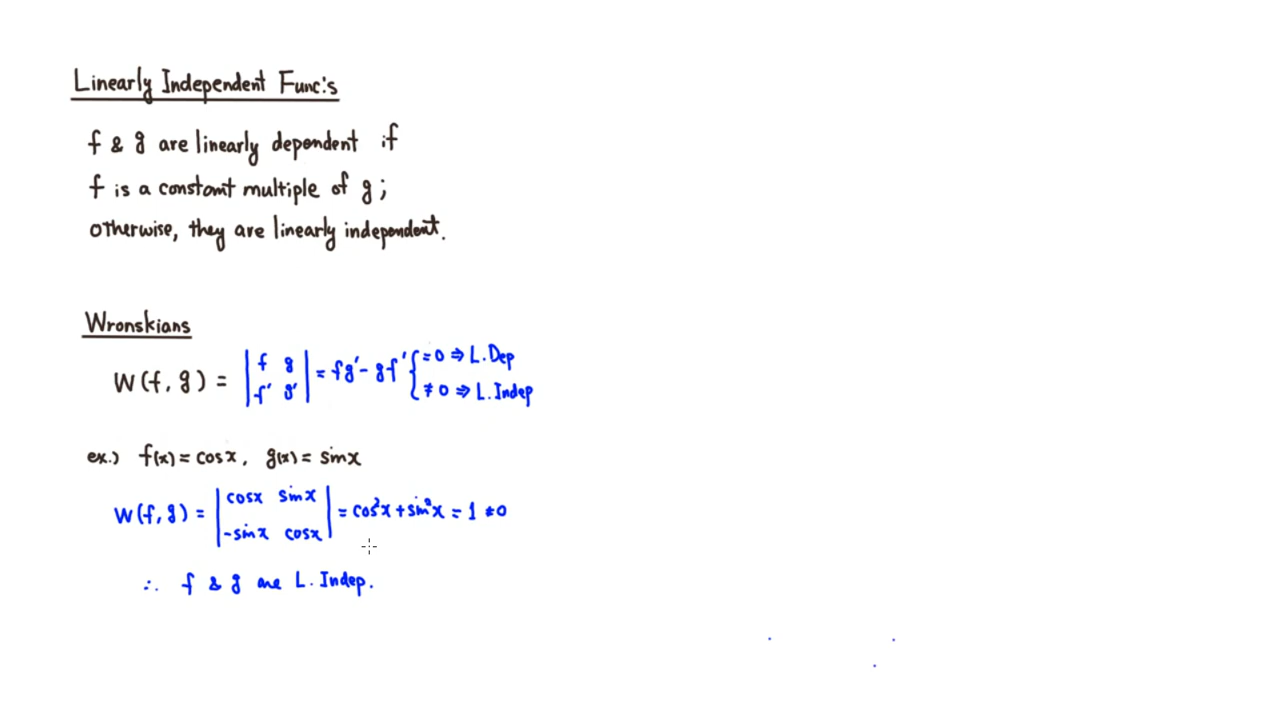 Linearly Independent Func's
f & g are linearly dependent if
f is a constant multiple of g;
otherwise, they are linearly independent.
Wronskians
W(f, g) = | f g f' g' | = fg' - gf' { = 0 ⇒ L. Dep
≠ 0 ⇒ L. Indep
ex.) f(x) = cos x, g(x) = sin x
W(f, g) = | cos x sin x -sin x cos x | = cos²x + sin²x = 1 ≠ 0
∴ f & g are L. Indep.